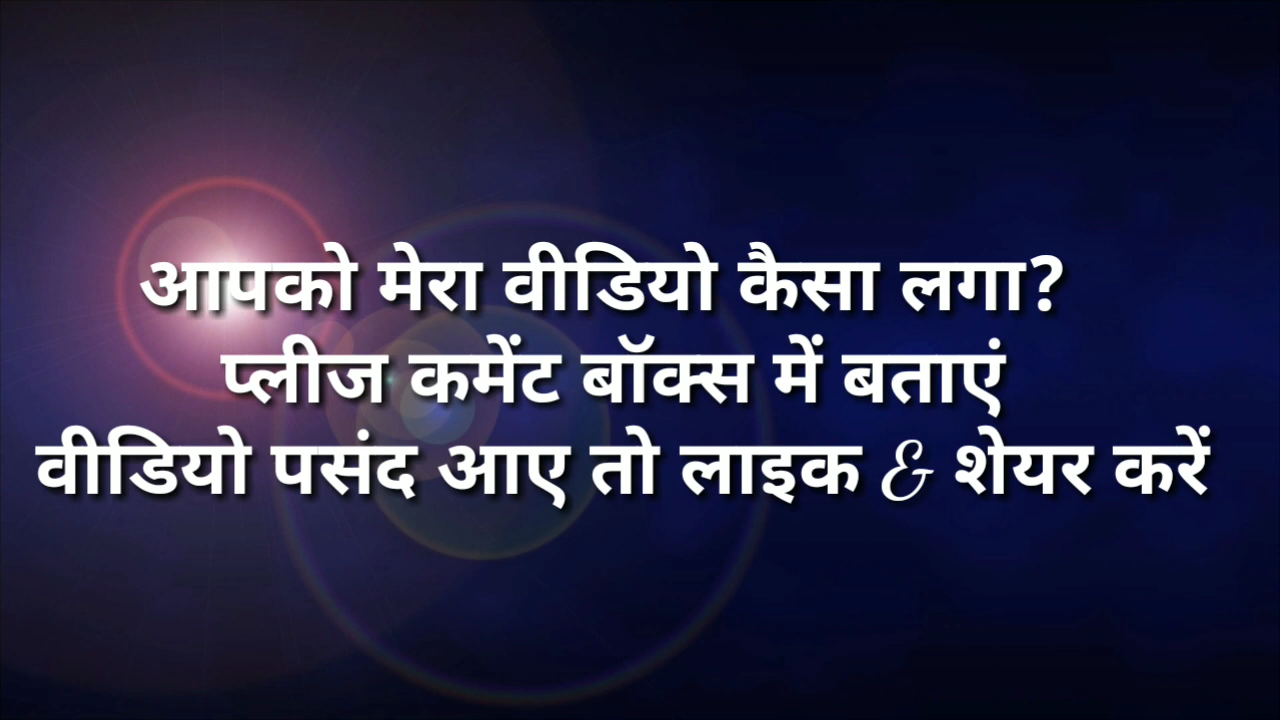 आपको मेरा वीडियो कैसा लगा?
प्लीज कमेंट बॉक्स में बताएं
वीडियो पसंद आए तो लाइक & शेयर करें